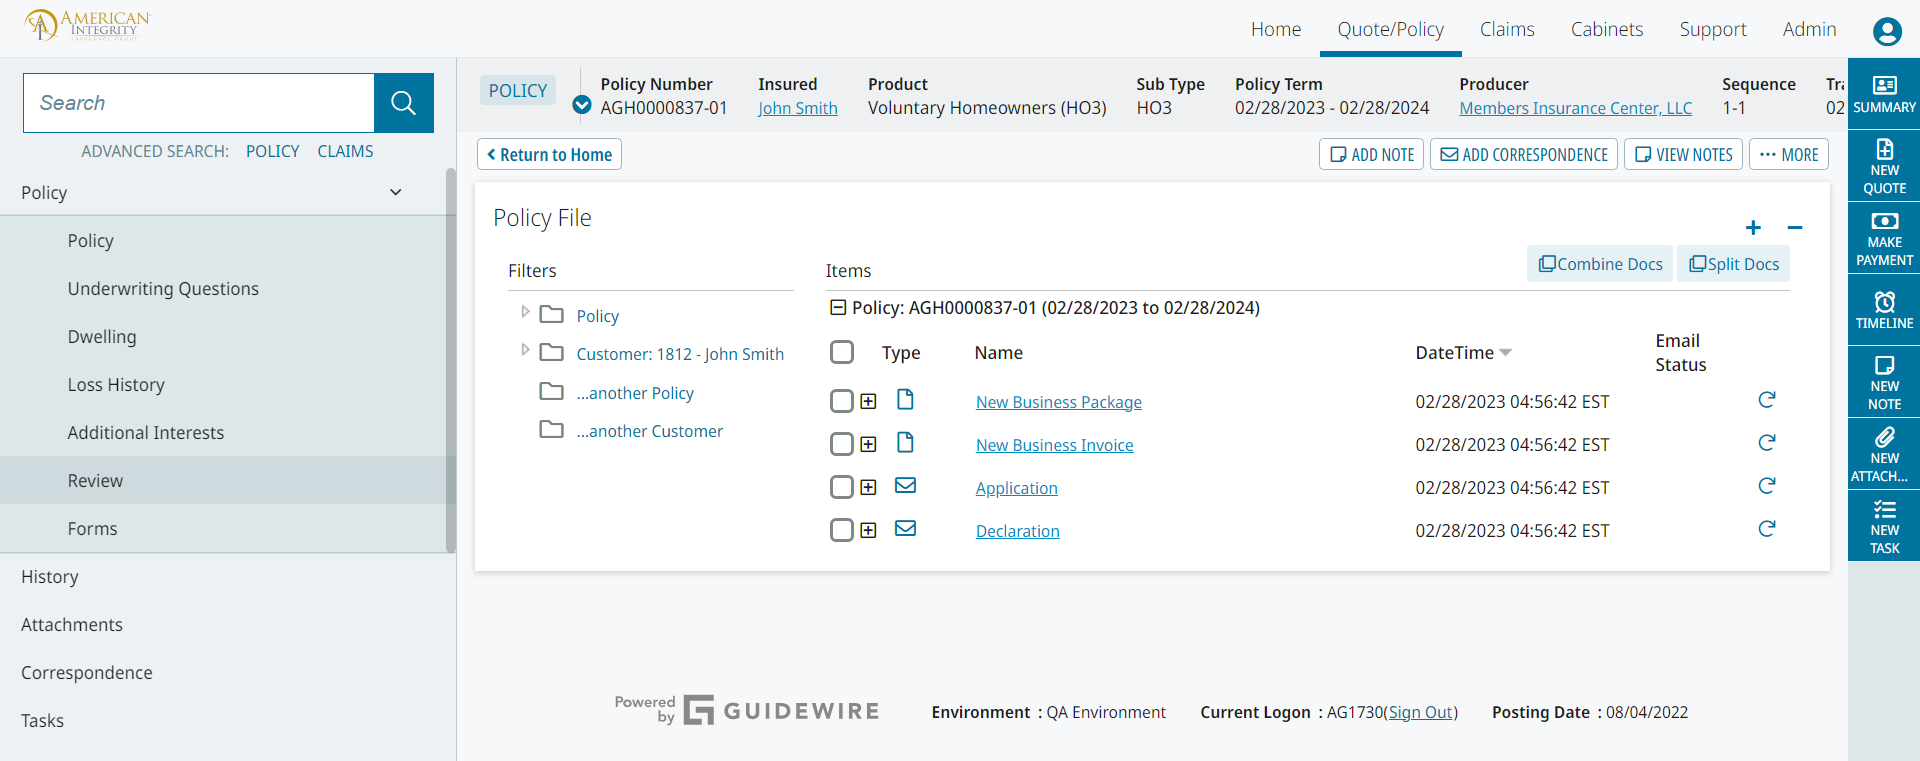 AMERICAN
INTEGRITY
INSURANCE GROUP
Home
Quote/Policy
Claims
Cabinets
Support
Admin
Search
ADVANCED SEARCH: POLICY CLAIMS
Policy
Policy
Underwriting Questions
Dwelling
Loss History
Additional Interests
Review
Forms
History
Attachments
Correspondence
Tasks
POLICY
Policy Number
AGH0000837-01
Insured
John Smith
Product
Voluntary Homeowners (HO3)
Sub Type
HO3
Policy Term
02/28/2023 - 02/28/2024
Producer
Members Insurance Center, LLC
Sequence
1-1
Tra
02
Return to Home
ADD NOTE
ADD CORRESPONDENCE
VIEW NOTES
MORE
Policy File
Combine Docs
Split Docs
Filters
Policy
Customer: 1812 - John Smith
...another Policy
...another Customer
Items
Policy: AGH0000837-01 (02/28/2023 to 02/28/2024)
Type Name DateTime Email Status
New Business Package 02/28/2023 04:56:42 EST
New Business Invoice 02/28/2023 04:56:42 EST
Application 02/28/2023 04:56:42 EST
Declaration 02/28/2023 04:56:42 EST
SUMMARY
NEW
QUOTE
MAKE
PAYMENT
TIMELINE
NEW
NOTE
NEW
ATTACH...
NEW
TASK
Powered
by
GUIDEWIRE
Environment : QA Environment
Current Logon : AG1730(Sign Out)
Posting Date : 08/04/2022